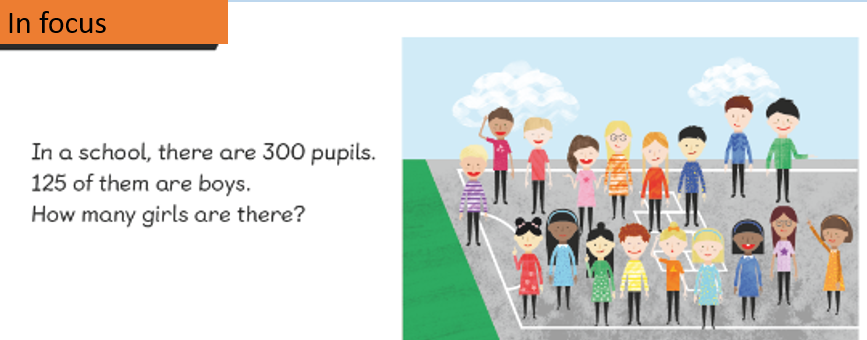 In focus
In a school, there are 300 pupils.
125 of them are boys.
How many girls are there?